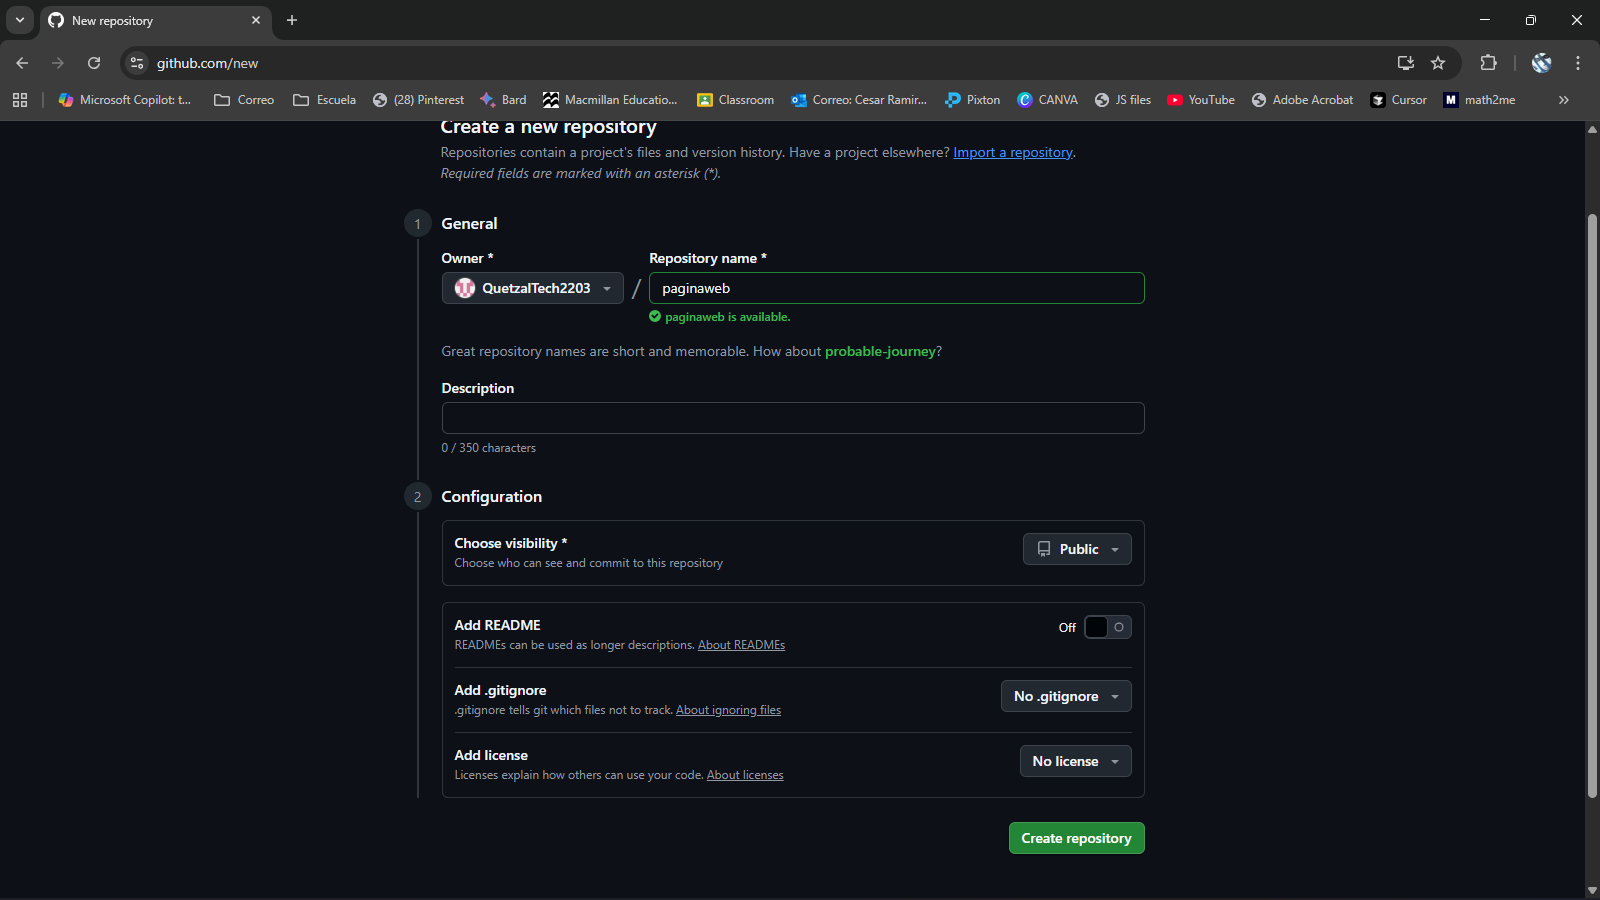 New repository
github.com/new
Microsoft Copilot: t...
Correo
Escuela
(28) Pinterest
Bard
Macmillan Educatio...
Classroom
Correo: Cesar Ramir...
Pixton
CANVA
JS files
YouTube
Adobe Acrobat
Cursor
M math2me
Create a new repository
Repositories contain a project's files and version history. Have a project elsewhere? Import a repository.
Required fields are marked with an asterisk (*).
1 General
Owner *
Repository name *
QuetzalTech2203 / paginaweb
paginaweb is available.
Great repository names are short and memorable. How about probable-journey?
Description
0 / 350 characters
2 Configuration
Choose visibility *
Choose who can see and commit to this repository
Public
Add README
READMEs can be used as longer descriptions. About READMEs
Off
Add .gitignore
.gitignore tells git which files not to track. About ignoring files
No .gitignore
Add license
Licenses explain how others can use your code. About licenses
No license
Create repository